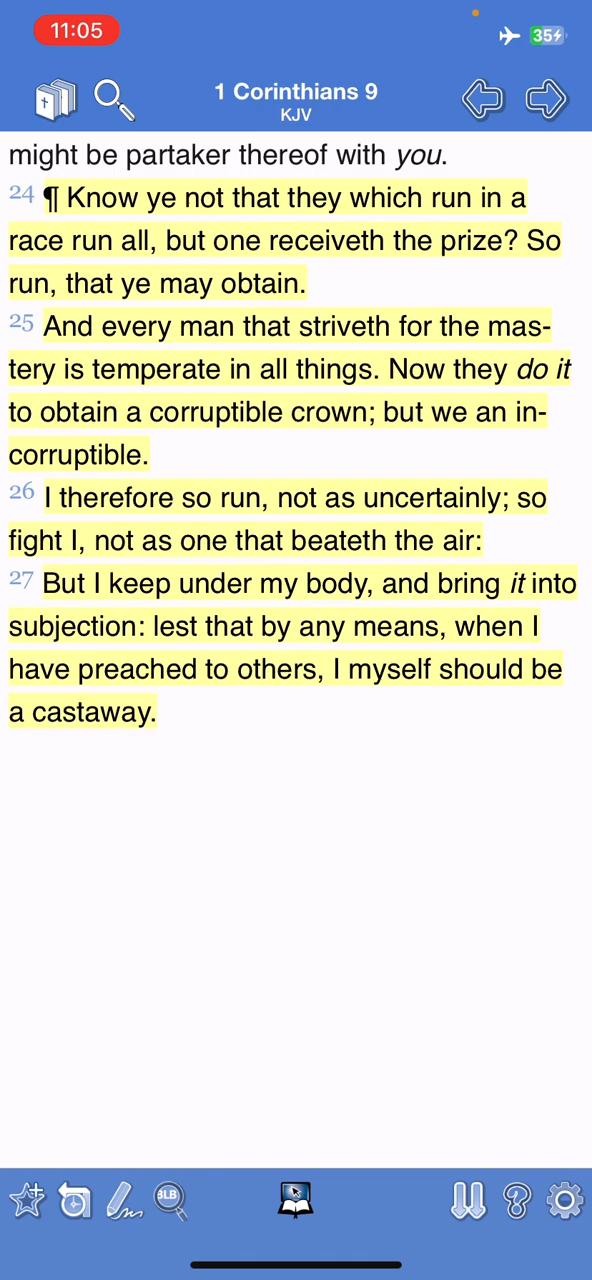 11:05
35
1 Corinthians 9
KJV
might be partaker thereof with you.
24 ¶ Know ye not that they which run in a
race run all, but one receiveth the prize? So
run, that ye may obtain.
25 And every man that striveth for the mas-
tery is temperate in all things. Now they do it
to obtain a corruptible crown; but we an in-
corruptible.
26 I therefore so run, not as uncertainly; so
fight I, not as one that beateth the air:
27 But I keep under my body, and bring it into
subjection: lest that by any means, when I
have preached to others, I myself should be
a castaway.
BLB